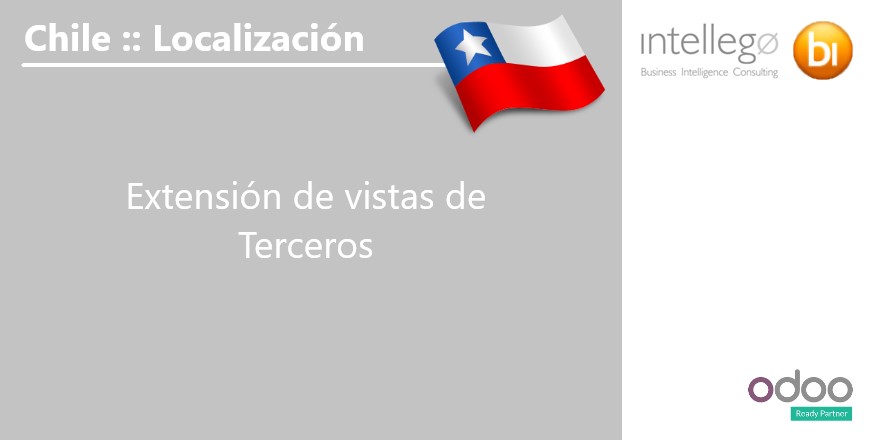 Chile :: Localización
intellegø
bi
Business Intelligence Consulting
Extensión de vistas de
Terceros
odoo
Ready Partner